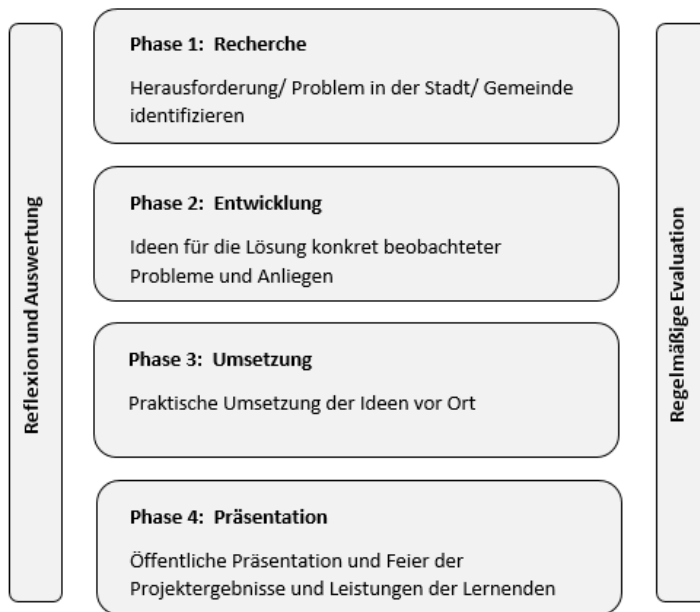 Reflexion und Auswertung
Phase 1: Recherche
Herausforderung/ Problem in der Stadt/ Gemeinde
identifizieren
Phase 2: Entwicklung
Ideen für die Lösung konkret beobachteter
Probleme und Anliegen
Phase 3: Umsetzung
Praktische Umsetzung der Ideen vor Ort
Phase 4: Präsentation
Öffentliche Präsentation und Feier der
Projektergebnisse und Leistungen der Lernenden
Regelmäßige Evaluation